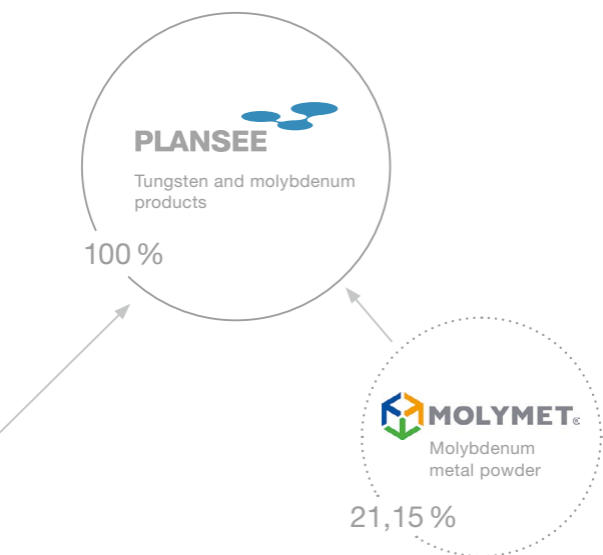 PLANSEE
Tungsten and molybdenum
products
100 %
MOLYMET®
Molybdenum
metal powder
21,15 %